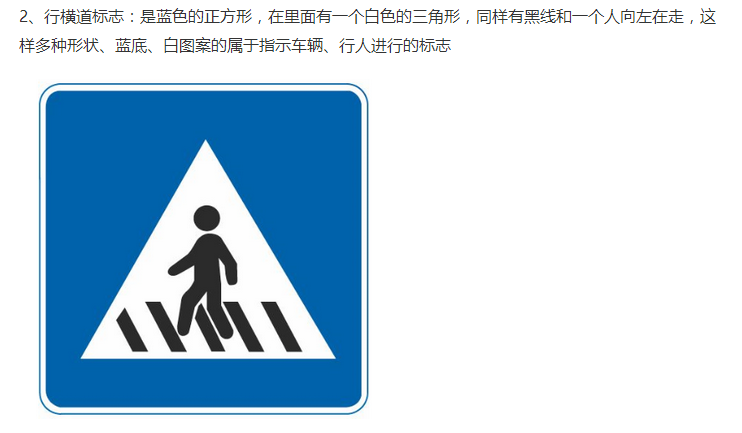 2、行横道标志：是蓝色的正方形，在里面有一个白色的三角形，同样有黑线和一个人向左在走，这
样多种形状、蓝底、白图案的属于指示车辆、行人进行的标志